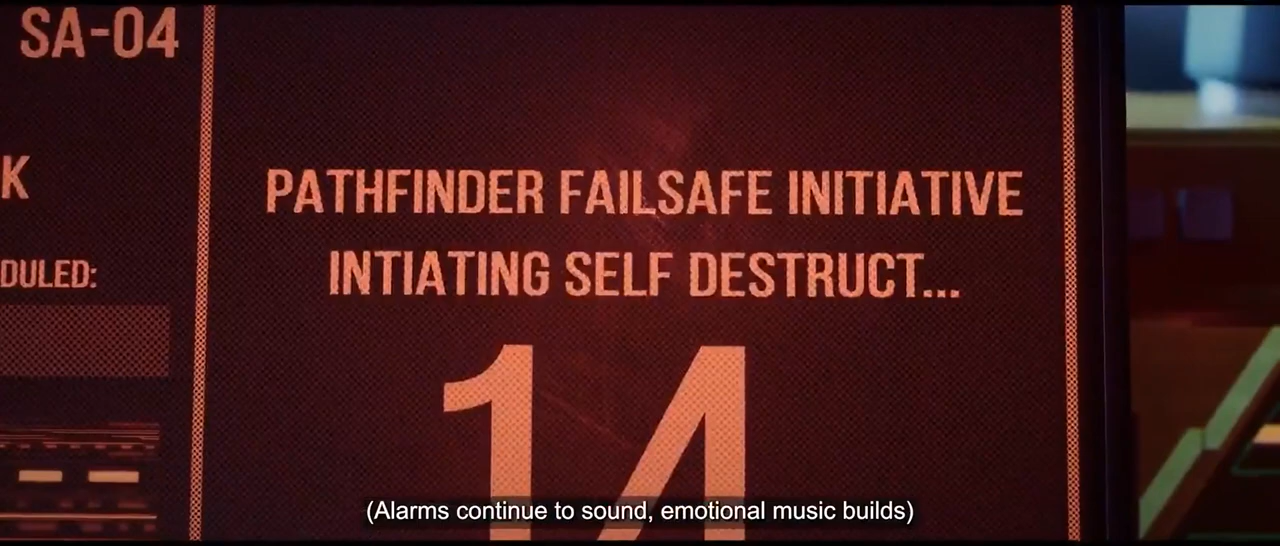 SA-04
K
DULED:
PATHFINDER FAILSAFE INITIATIVE
INTIATING SELF DESTRUCT...
14
(Alarms continue to sound, emotional music builds)